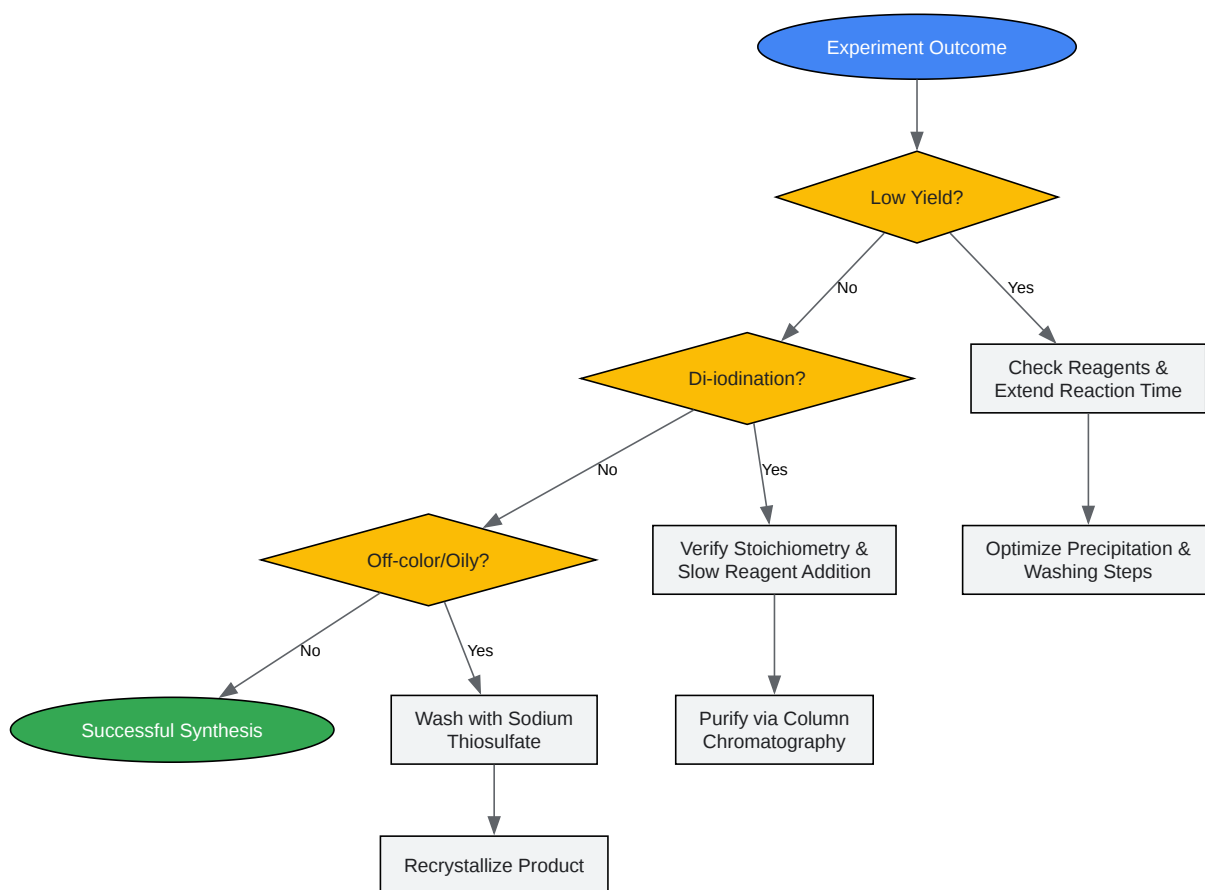 Experiment Outcome
Low Yield?
No
Yes
Di-iodination?
Check Reagents &
Extend Reaction Time
No
Yes
Off-color/Oily?
Verify Stoichiometry &
Slow Reagent Addition
Optimize Precipitation &
Washing Steps
No
Yes
Successful Synthesis
Wash with Sodium
Thiosulfate
Purify via Column
Chromatography
Recrystallize Product